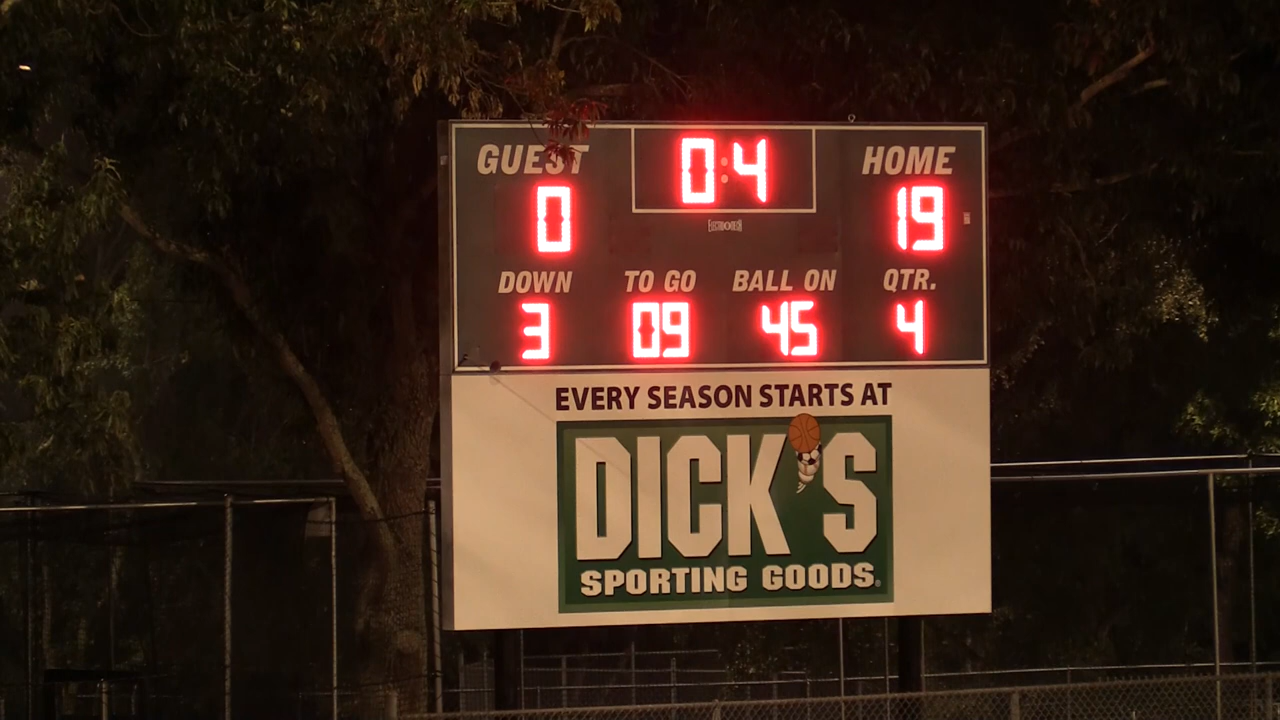 GUEST 0:4 HOME
0 19
DOWN TO GO BALL ON QTR.
3 09 45 4
EVERY SEASON STARTS AT
DICK'S
SPORTING GOODS